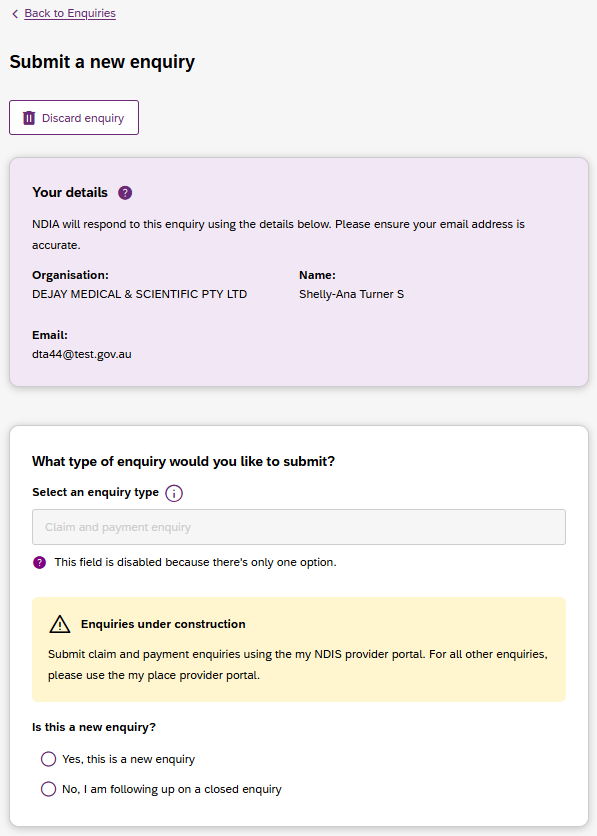 Back to Enquiries
Submit a new enquiry
Discard enquiry
Your details ?
NDIA will respond to this enquiry using the details below. Please ensure your email address is
accurate.
Organisation:
DEJAY MEDICAL & SCIENTIFIC PTY LTD
Name:
Shelly-Ana Turner S
Email:
dta44@test.gov.au
What type of enquiry would you like to submit?
Select an enquiry type i
Claim and payment enquiry
? This field is disabled because there's only one option.
! Enquiries under construction
Submit claim and payment enquiries using the my NDIS provider portal. For all other enquiries,
please use the my place provider portal.
Is this a new enquiry?
Yes, this is a new enquiry
No, I am following up on a closed enquiry